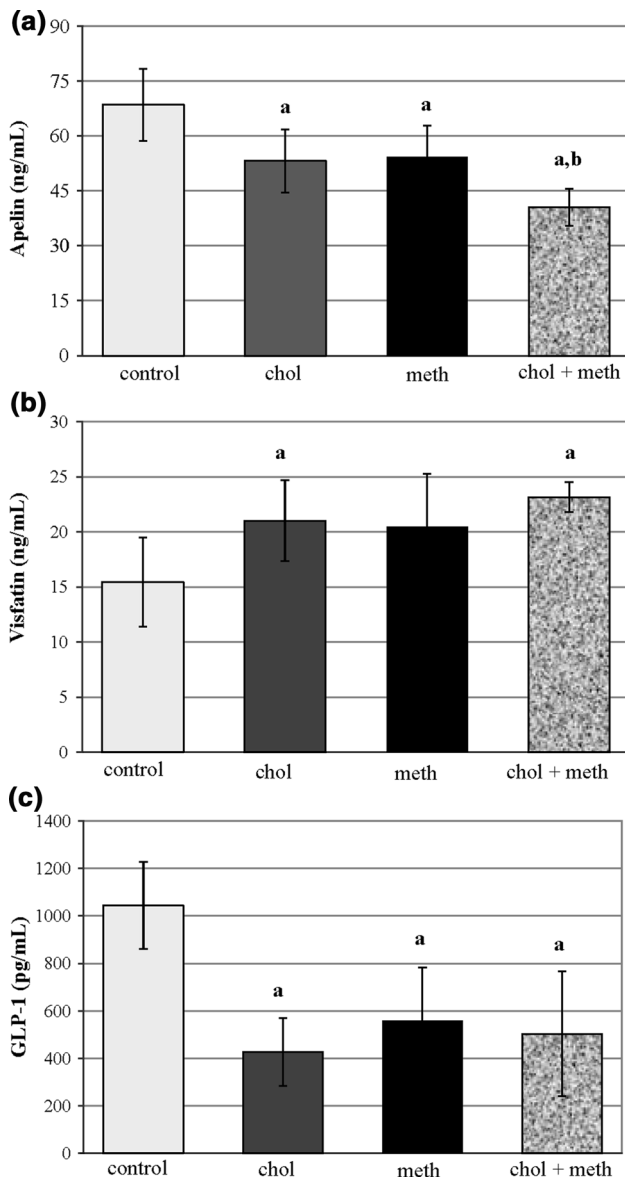 (a)
Apelin (ng/mL)
90
75
60
45
30
15
0
a
a
a,b
control chol meth chol + meth
(b)
Visfatin (ng/mL)
30
25
20
15
10
5
0
a
a
control chol meth chol + meth
(c)
GLP-1 (pg/mL)
1400
1200
1000
800
600
400
200
0
a
a
a
control chol meth chol + meth